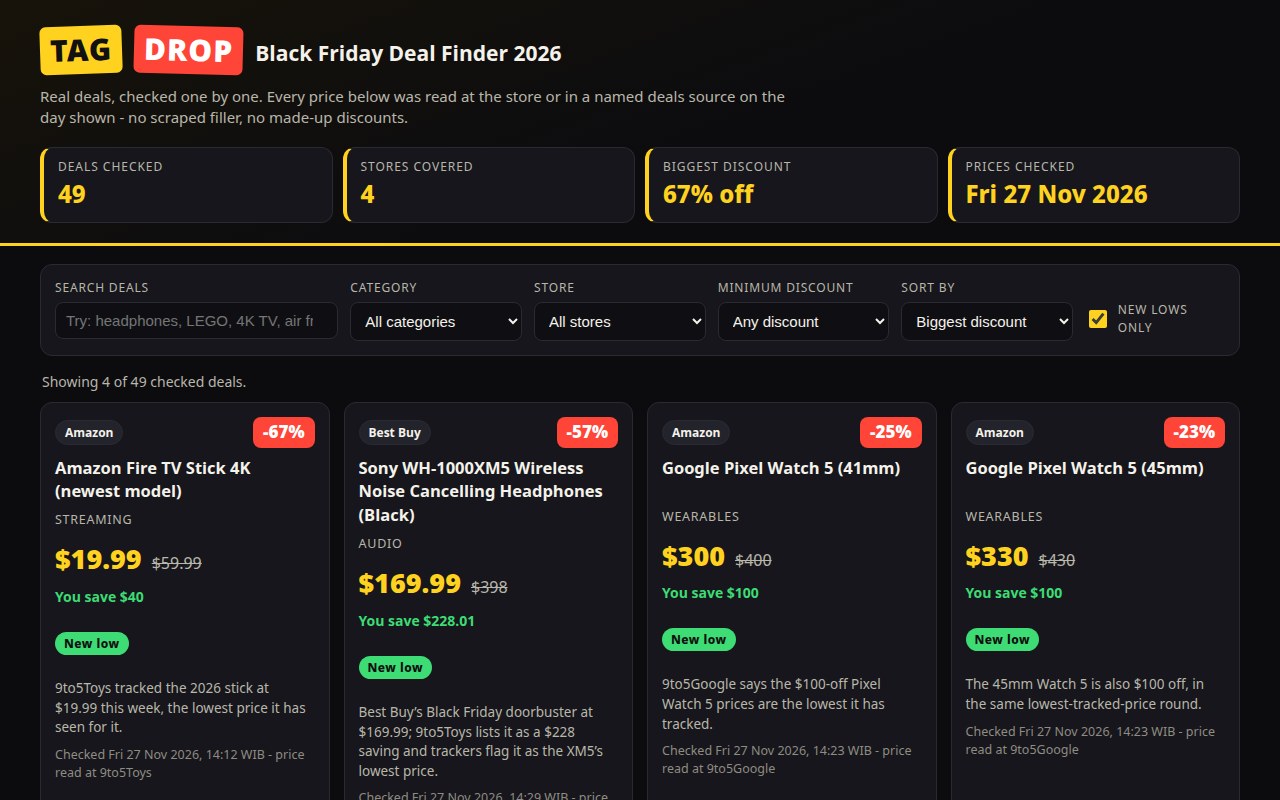 TAG DROP Black Friday Deal Finder 2026
Real deals, checked one by one. Every price below was read at the store or in a named deals source on the
day shown - no scraped filler, no made-up discounts.
DEALS CHECKED
49
STORES COVERED
4
BIGGEST DISCOUNT
67% off
PRICES CHECKED
Fri 27 Nov 2026
SEARCH DEALS
Try: headphones, LEGO, 4K TV, air fr
CATEGORY
All categories
STORE
All stores
MINIMUM DISCOUNT
Any discount
SORT BY
Biggest discount
NEW LOWS
ONLY
Showing 4 of 49 checked deals.
Amazon
-67%
Amazon Fire TV Stick 4K
(newest model)
STREAMING
$19.99 $59.99
You save $40
New low
9to5Toys tracked the 2026 stick at
$19.99 this week, the lowest price it has
seen for it.
Checked Fri 27 Nov 2026, 14:12 WIB - price
read at 9to5Toys
Best Buy
-57%
Sony WH-1000XM5 Wireless
Noise Cancelling Headphones
(Black)
AUDIO
$169.99 $398
You save $228.01
New low
Best Buy’s Black Friday doorbuster at
$169.99; 9to5Toys lists it as a $228
saving and trackers flag it as the XM5’s
lowest price.
Checked Fri 27 Nov 2026, 14:29 WIB - price
Amazon
-25%
Google Pixel Watch 5 (41mm)
WEARABLES
$300 $400
You save $100
New low
9to5Google says the $100-off Pixel
Watch 5 prices are the lowest it has
tracked.
Checked Fri 27 Nov 2026, 14:23 WIB - price
read at 9to5Google
Amazon
-23%
Google Pixel Watch 5 (45mm)
WEARABLES
$330 $430
You save $100
New low
The 45mm Watch 5 is also $100 off, in
the same lowest-tracked-price round.
Checked Fri 27 Nov 2026, 14:23 WIB - price
read at 9to5Google